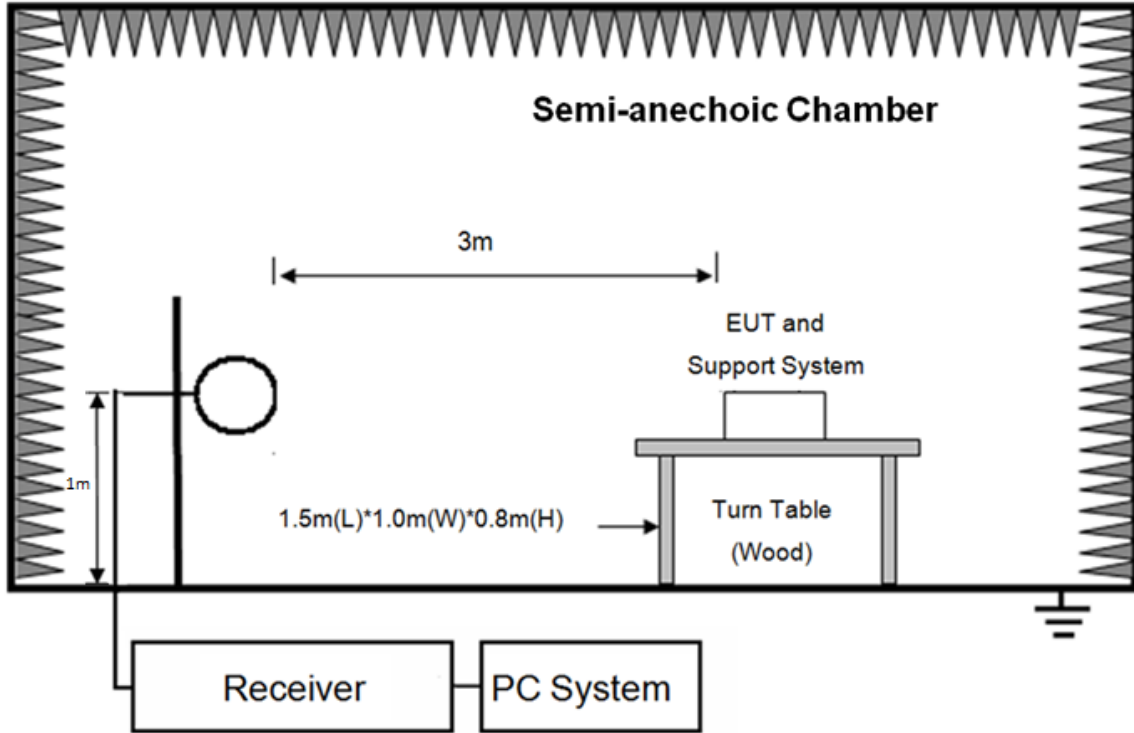 Semi-anechoic Chamber
3m
EUT and
Support System
1m
1.5m(L)*1.0m(W)*0.8m(H)
Turn Table
(Wood)
Receiver
PC System